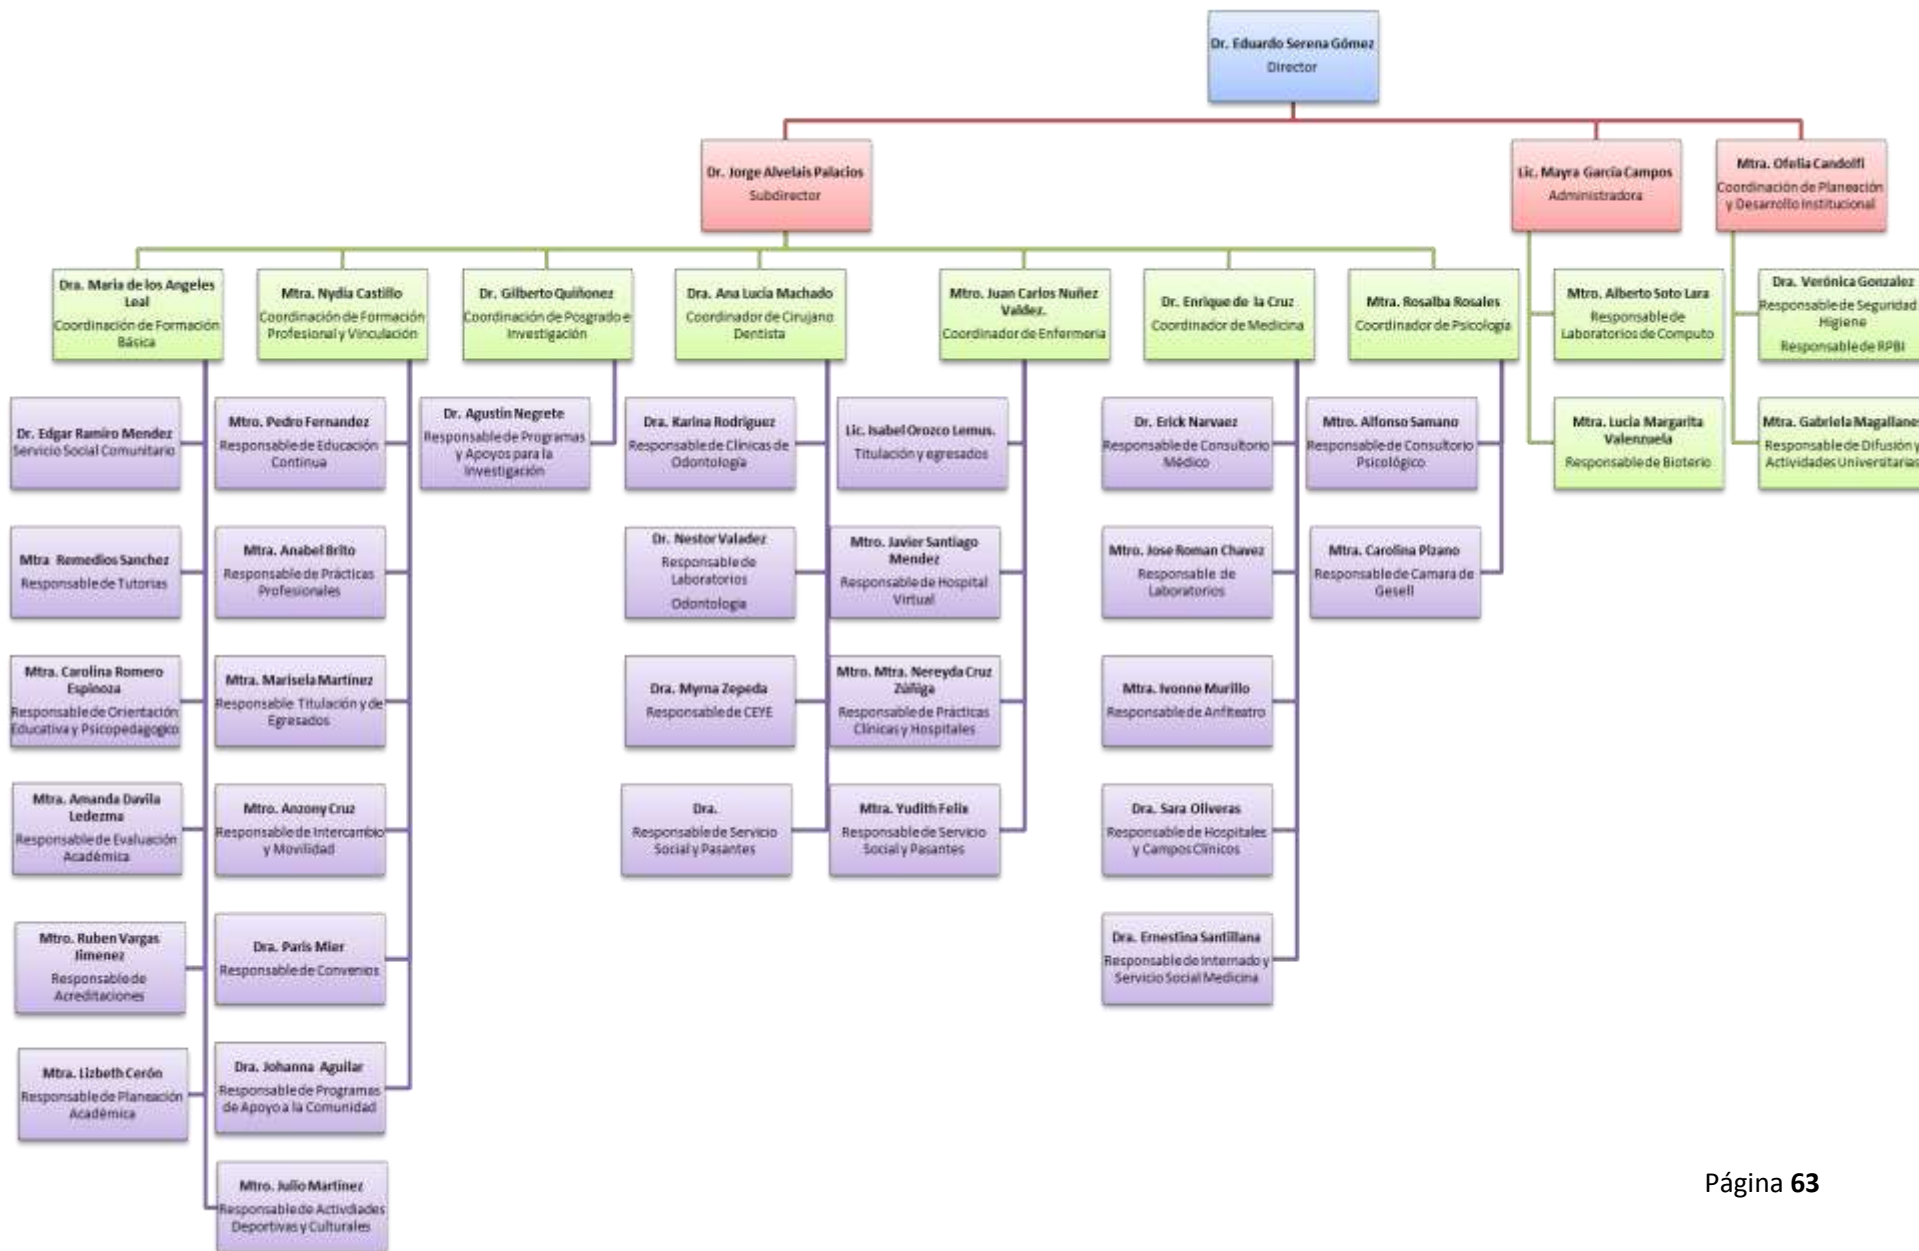 Dr. Eduardo Serena Gómez
Director
Dr. Jorge Alvelais Palacios
Subdirector
Lic. Mayra García Campos
Administradora
Mtra. Ofelia Candolfi
Coordinación de Planeación
y Desarrollo Institucional
Dra. Maria de los Angeles
Leal
Coordinación de Formación
Básica
Mtra. Nydia Castillo
Coordinación de Formación
Profesional y Vinculación
Dr. Gilberto Quiñonez
Coordinación de Posgrado e
Investigación
Dra. Ana Lucia Machado
Coordinador de Cirujano
Dentista
Mtro. Juan Carlos Nuñez
Valdez.
Coordinador de Enfermeria
Dr. Enrique de la Cruz
Coordinador de Medicina
Mtra. Rosalba Rosales
Coordinador de Psicología
Mtro. Alberto Soto Lara
Responsable de
Laboratorios de Computo
Dra. Verónica Gonzalez
Responsable de Seguridad
Higiene
Responsable de RPBI
Dr. Edgar Ramiro Mendez
Servicio Social Comunitario
Mtro. Pedro Fernandez
Responsable de Educación
Continua
Dr. Agustin Negrete
Responsable de Programas
y Apoyos para la
Investigación
Dra. Karina Rodriguez
Responsable de Clínicas de
Odontología
Lic. Isabel Orozco Lemus.
Titulación y egresados
Dr. Erick Narvaez
Responsable de Consultorio
Médico
Mtro. Alfonso Samano
Responsable de Consultorio
Psicológico
Mtra. Lucia Margarita
Valenzuela
Responsable de Bioterio
Mtra. Gabriela Magallanes
Responsable de Difusión y
Actividades Universitarias
Mtra Remedios Sanchez
Responsable de Tutorias
Mtra. Anabel Brito
Responsable de Prácticas
Profesionales
Dr. Nestor Valadez
Responsable de
Laboratorios
Odontologia
Mtro. Javier Santiago
Mendez
Responsable de Hospital
Virtual
Mtro. Jose Roman Chavez
Responsable de
Laboratorios
Mtra. Carolina Pizano
Responsable de Camara de
Gesell
Mtra. Carolina Romero
Espinoza
Responsable de Orientación
Educativa y Psicopedagogico
Mtra. Marisela Martínez
Responsable Titulación y de
Egresados
Dra. Myrna Zepeda
Responsable de CEYE
Mtro. Mtra. Nereyda Cruz
Zúñiga
Responsable de Prácticas
Clínicas y Hospitales
Mtra. Ivonne Murillo
Responsable de Anfiteatro
Mtra. Amanda Davila
Ledezma
Responsable de Evaluación
Académica
Mtro. Anzony Cruz
Responsable de Intercambio
y Movilidad
Dra.
Responsable de Servicio
Social y Pasantes
Mtra. Yudith Felix
Responsable de Servicio
Social y Pasantes
Dra. Sara Oliveras
Responsable de Hospitales
y Campos Clínicos
Mtro. Ruben Vargas
Jimenez
Responsable de
Acreditaciones
Dra. Paris Mier
Responsable de Convenios
Dra. Ernestina Santillana
Responsable de Internado y
Servicio Social Medicina
Mtra. Lizbeth Cerón
Responsable de Planeación
Académica
Dra. Johanna Aguilar
Responsable de Programas
de Apoyo a la Comunidad
Mtro. Julio Martínez
Responsable de Activdiades
Deportivas y Culturales
Página 63